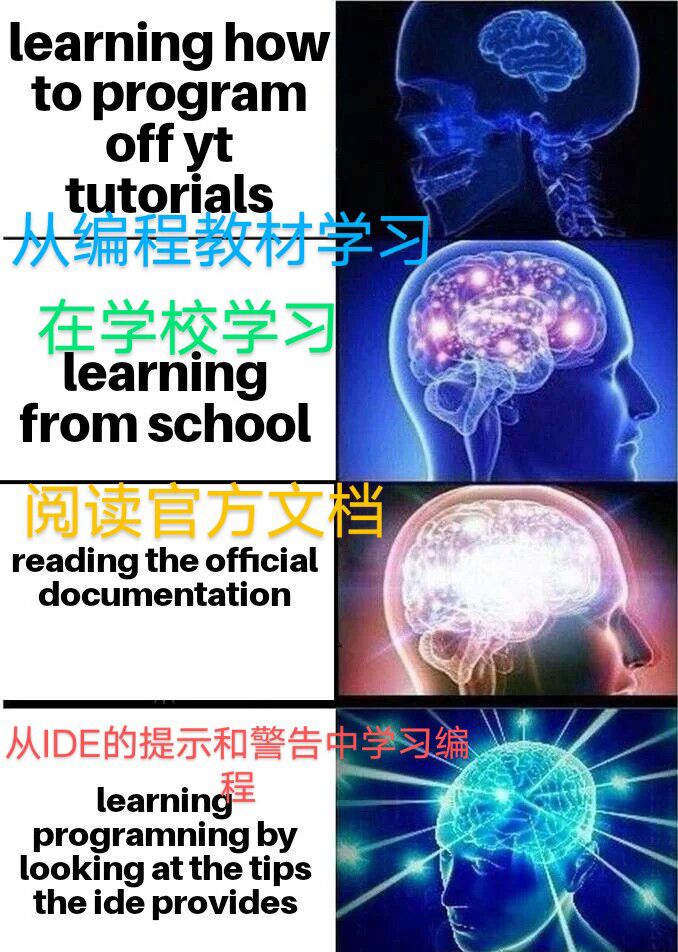 learning how
to program
off yt
tutorials
从编程教材学习
在学校学习
learning
from school
阅读官方文档
reading the official
documentation
从IDE的提示和警告中学习编
程
learning
programning by
looking at the tips
the ide provides